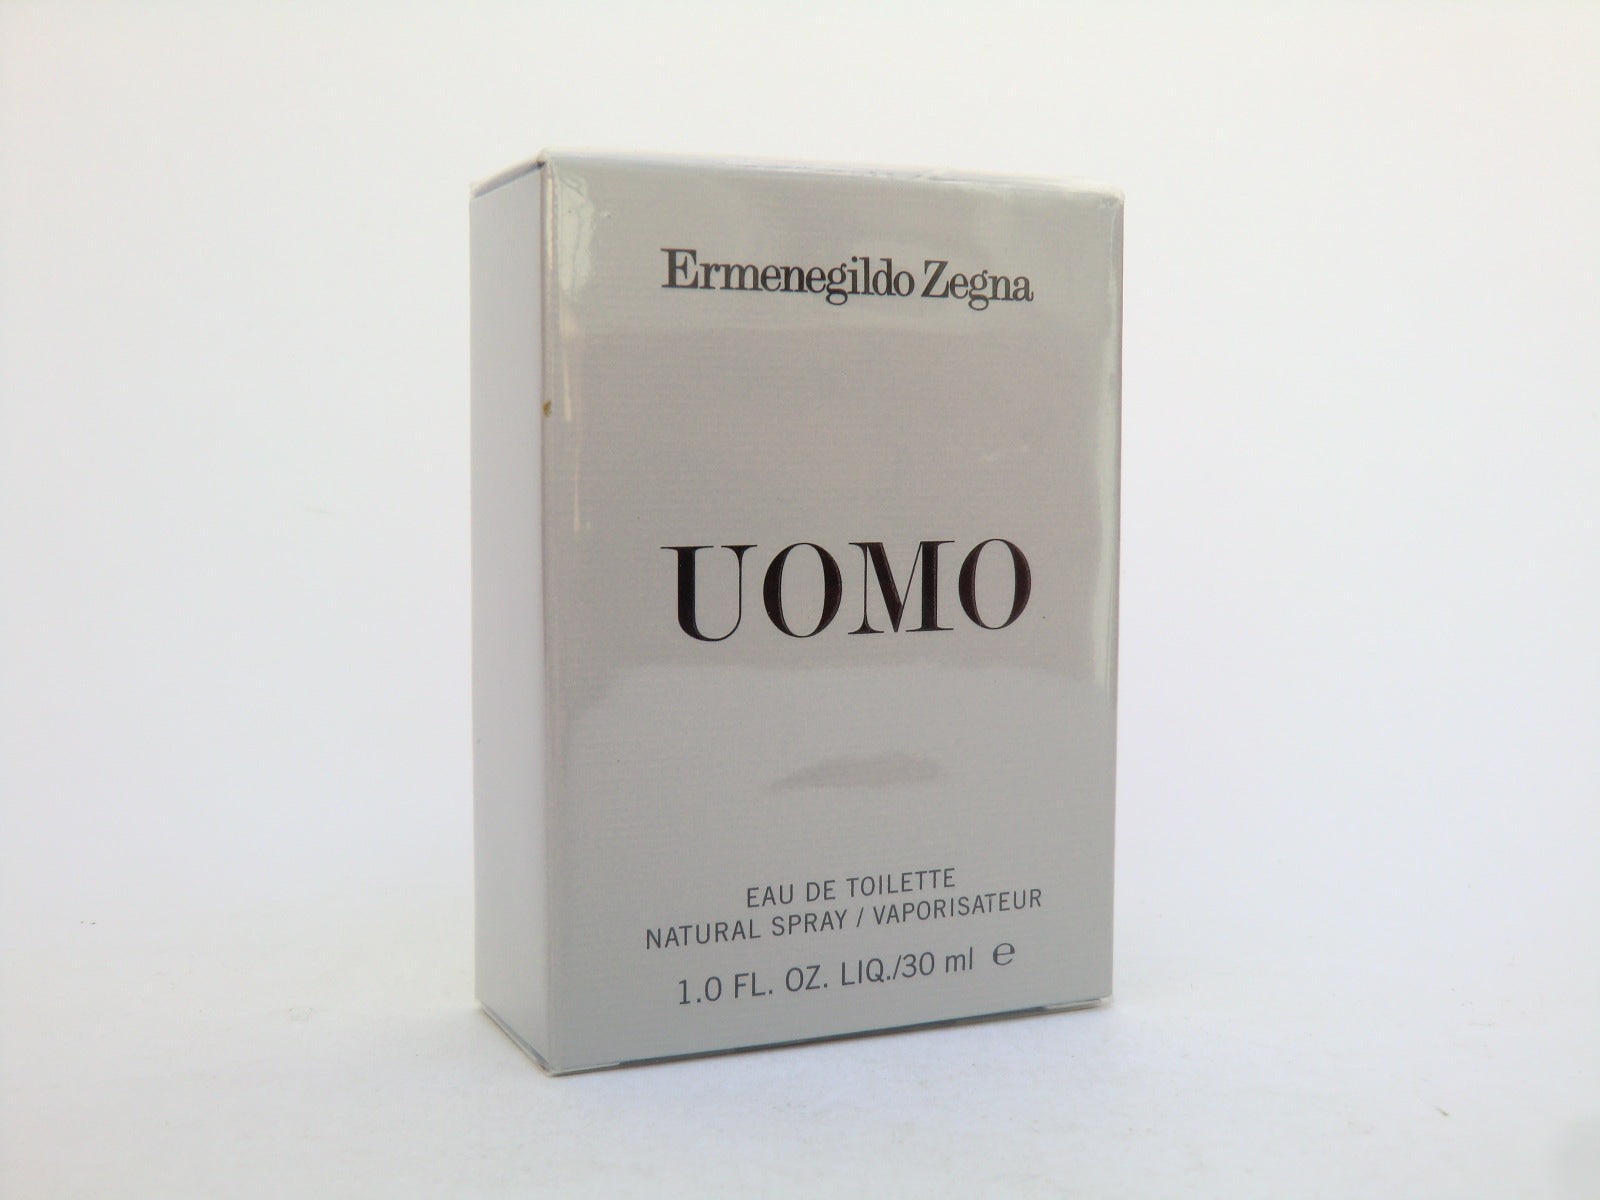 Ermenegildo Zegna
UOMO
EAU DE TOILETTE
NATURAL SPRAY / VAPORISATEUR
1.0 FL. OZ. LIQ./30 ml ℮